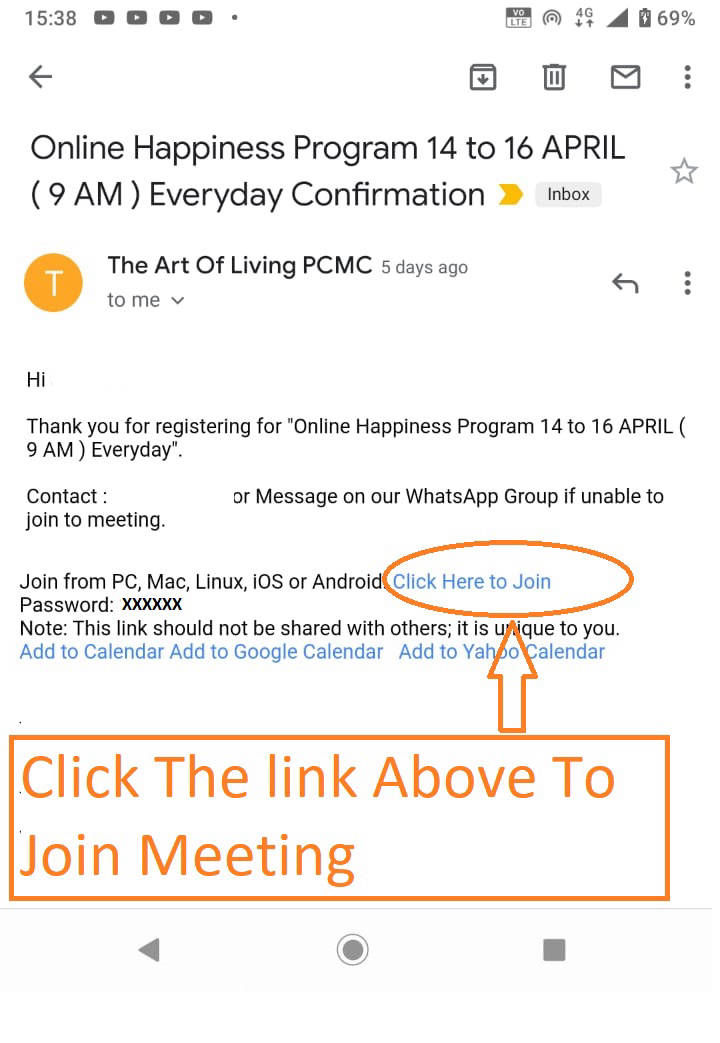 15:38 VO LTE 4G 69%
Online Happiness Program 14 to 16 APRIL
( 9 AM ) Everyday Confirmation Inbox
T The Art Of Living PCMC 5 days ago
to me
Hi
Thank you for registering for "Online Happiness Program 14 to 16 APRIL (
9 AM ) Everyday".
Contact : or Message on our WhatsApp Group if unable to
join to meeting.
Join from PC, Mac, Linux, iOS or Android: Click Here to Join
Password: XXXXXX
Note: This link should not be shared with others; it is unique to you.
Add to Calendar Add to Google Calendar Add to Yahoo Calendar
Click The link Above To
Join Meeting